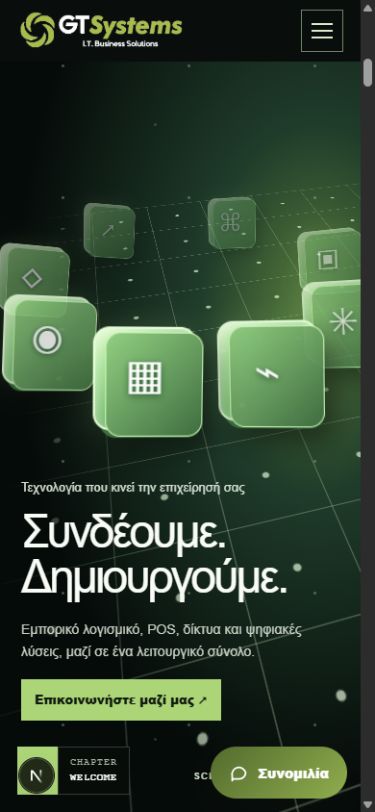 GTSystems
I.T. Business Solutions
Τεχνολογία που κινεί την επιχείρησή σας
Συνδέουμε.
Δημιουργούμε.
Εμπορικό λογισμικό, POS, δίκτυα και ψηφιακές
λύσεις, μαζί σε ένα λειτουργικό σύνολο.
Επικοινωνήστε μαζί μας ↗
N
CHAPTER
WELCOME
Συνομιλία